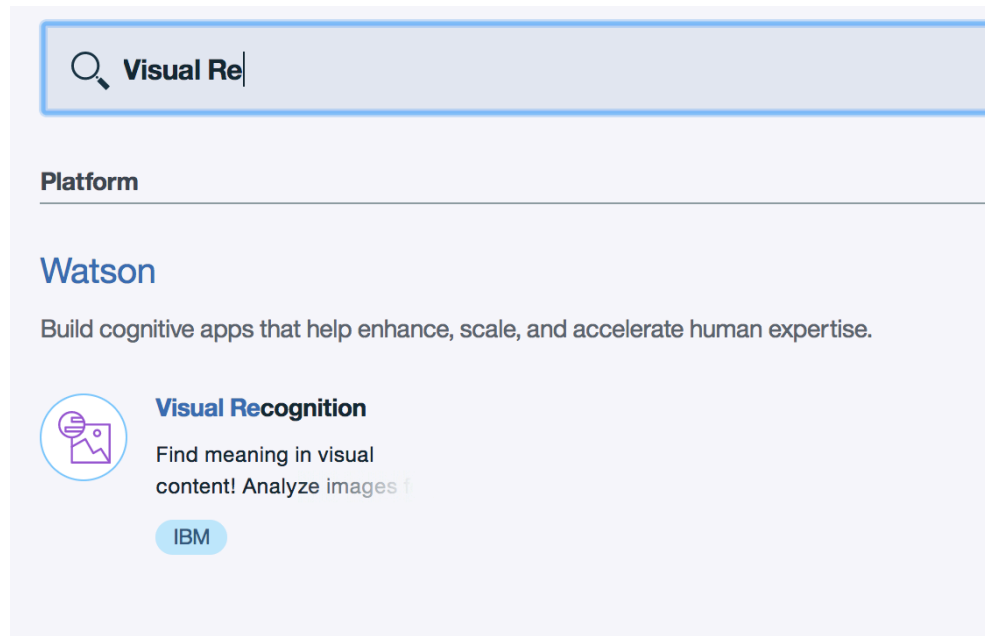 Visual Re
Platform
Watson
Build cognitive apps that help enhance, scale, and accelerate human expertise.
Visual Recognition
Find meaning in visual
content! Analyze images f
IBM